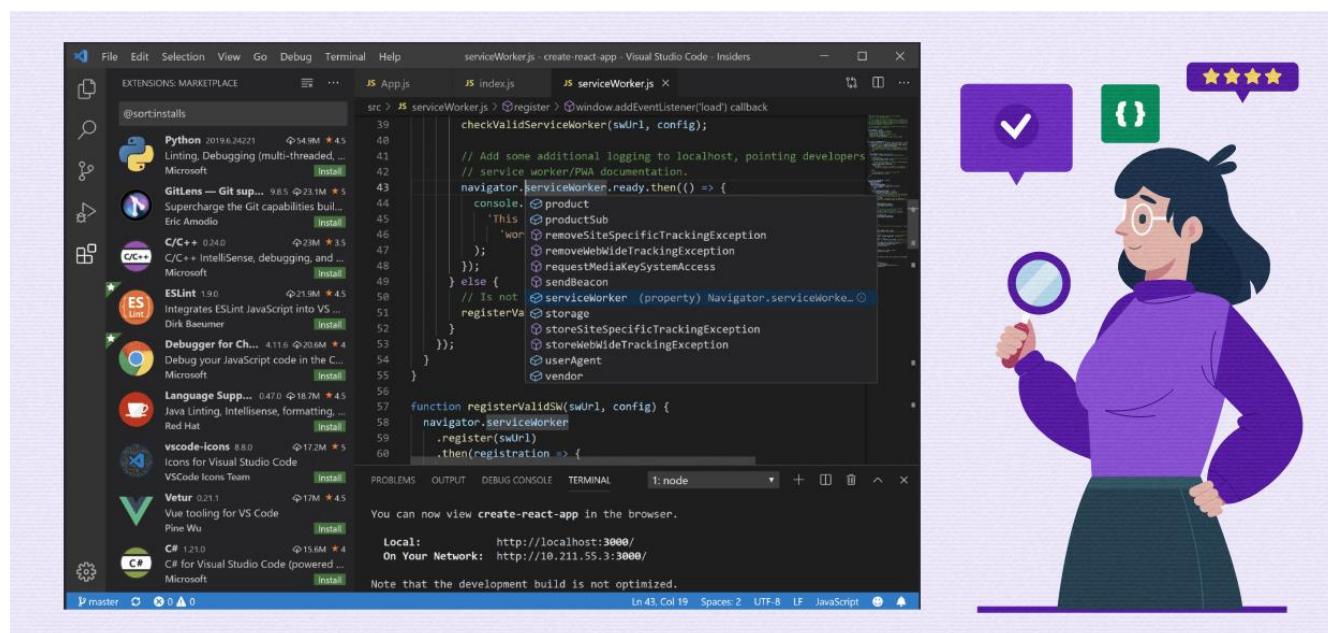 File Edit Selection View Go Debug Terminal Help serviceWorker.js - create-react-app - Visual Studio Code - Insiders
EXTENSIONS: MARKETPLACE
@sort:installs
Python 2019.6.24221 54.9M ★ 4.5
Linting, Debugging (multi-threaded, ...
Microsoft Install
GitLens — Git sup... 9.8.5 23.1M ★ 5
Supercharge the Git capabilities buil...
Eric Amodio Install
C/C++ 0.24.0 23M ★ 3.5
C/C++ IntelliSense, debugging, and ...
Microsoft Install
C/C++
ESLint 1.9.0 21.9M ★ 4.5
Integrates ESLint JavaScript into VS ...
Dirk Baeumer Install
ES
Lint
Debugger for Ch... 4.11.6 20.6M ★ 4
Debug your JavaScript code in the C...
Microsoft Install
Language Supp... 0.47.0 18.7M ★ 4.5
Java Linting, Intellisense, formatting, ...
Red Hat Install
vscode-icons 8.8.0 17.2M ★ 5
Icons for Visual Studio Code
VSCode Icons Team Install
Vetur 0.21.1 17M ★ 4.5
Vue tooling for VS Code
Pine Wu Install
C# 1.21.0 15.6M ★ 4
C# for Visual Studio Code (powered ...
Microsoft Install
C#
JS App.js JS index.js JS serviceWorker.js ×
src > JS serviceWorker.js > register > window.addEventListener('load') callback
39 checkValidServiceWorker(swUrl, config);
40
41 // Add some additional logging to localhost, pointing developers
42 // service worker/PWA documentation.
43 navigator.serviceWorker.ready.then(() => {
44 console.
45 'This
46 'wor
47 );
48 });
49 } else {
50 // Is not
51 registerVa
52 }
53 });
54 }
55 }
56
57 function registerValidSW(swUrl, config) {
58 navigator.serviceWorker
59 .register(swUrl)
60 .then(registration => {
product
productSub
removeSiteSpecificTrackingException
removeWebWideTrackingException
requestMediaKeySystemAccess
sendBeacon
serviceWorker (property) Navigator.serviceWorke...
storage
storeSiteSpecificTrackingException
storeWebWideTrackingException
userAgent
vendor
PROBLEMS OUTPUT DEBUG CONSOLE TERMINAL 1: node
You can now view create-react-app in the browser.
Local: http://localhost:3000/
On Your Network: http://10.211.55.3:3000/
Note that the development build is not optimized.
master 0 0 Ln 43, Col 19 Spaces: 2 UTF-8 LF JavaScript
{}